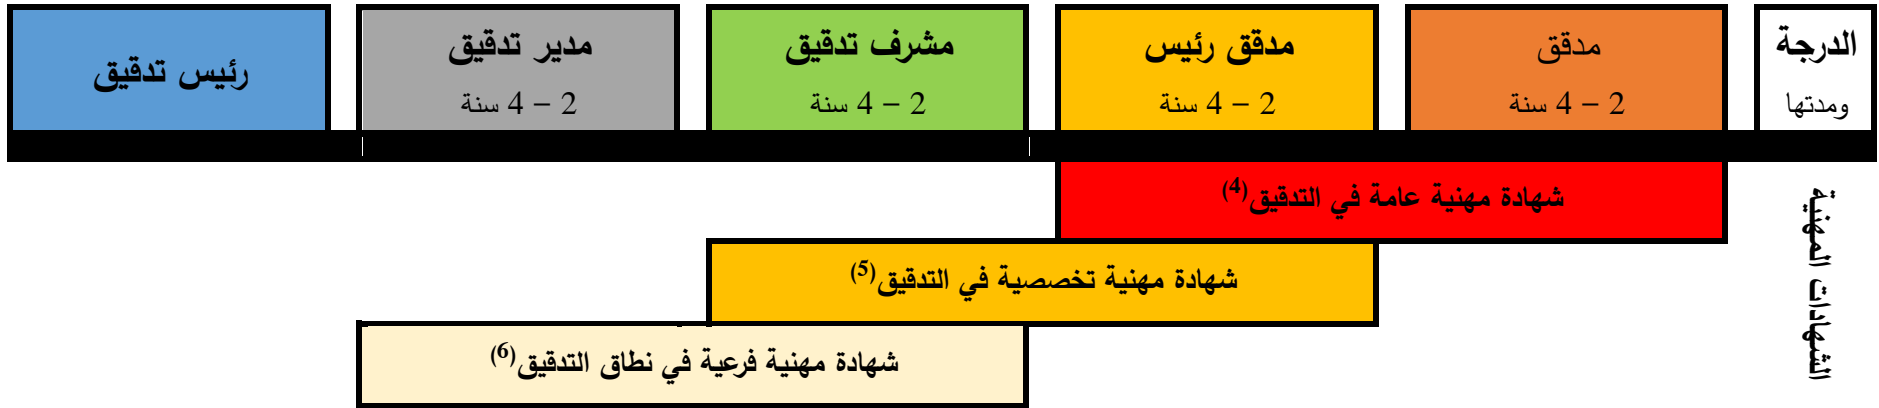 الدرجة
ومدتها
مدقق
2 – 4 سنة
مدقق رئيس
2 – 4 سنة
مشرف تدقيق
2 – 4 سنة
مدير تدقيق
2 – 4 سنة
رئيس تدقيق
الشهادات المهنية
شهادة مهنية عامة في التدقيق(4)
شهادة مهنية تخصصية في التدقيق(5)
شهادة مهنية فرعية في نطاق التدقيق(6)